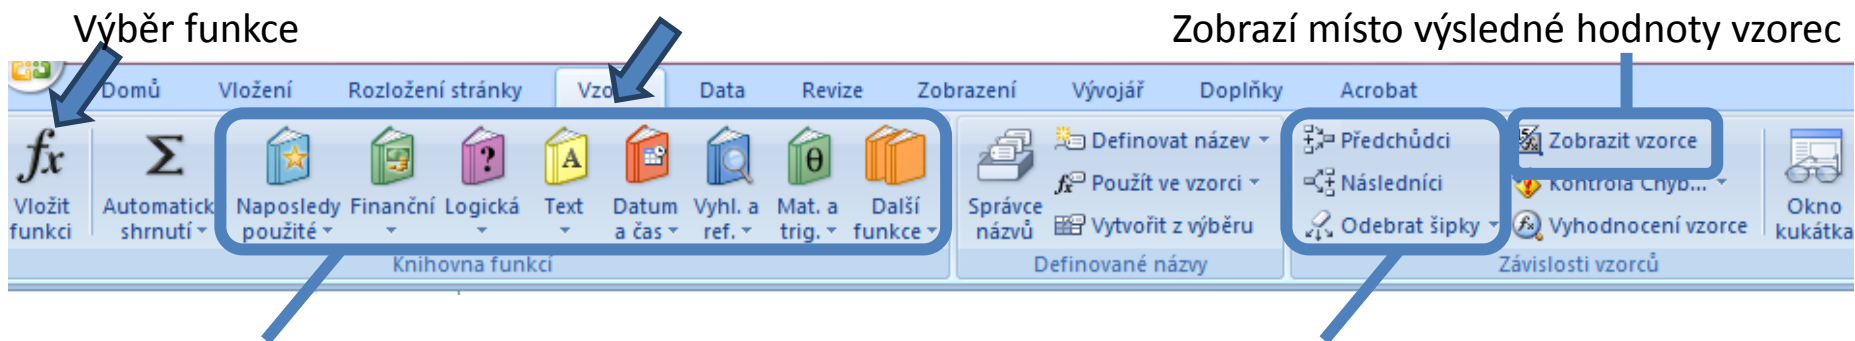 Výběr funkce
Zobrazí místo výsledné hodnoty vzorec
Domů Vložení Rozložení stránky Data Revize Zobrazení Vývojář Doplňky Acrobat
Vložit funkci
Automatick shrnutí
Naposledy použité
Finanční
Logická
Text
Datum a čas
Vyhl. a ref.
Mat. a trig.
Další funkce
Knihovna funkcí
Správce názvů
Definovat název
Použít ve vzorci
Vytvořit z výběru
Definované názvy
Předchůdci
Následníci
Odebrat šipky
Zobrazit vzorce
Kontrola Chyb...
Vyhodnocení vzorce
Závislosti vzorců
Okno kukátka